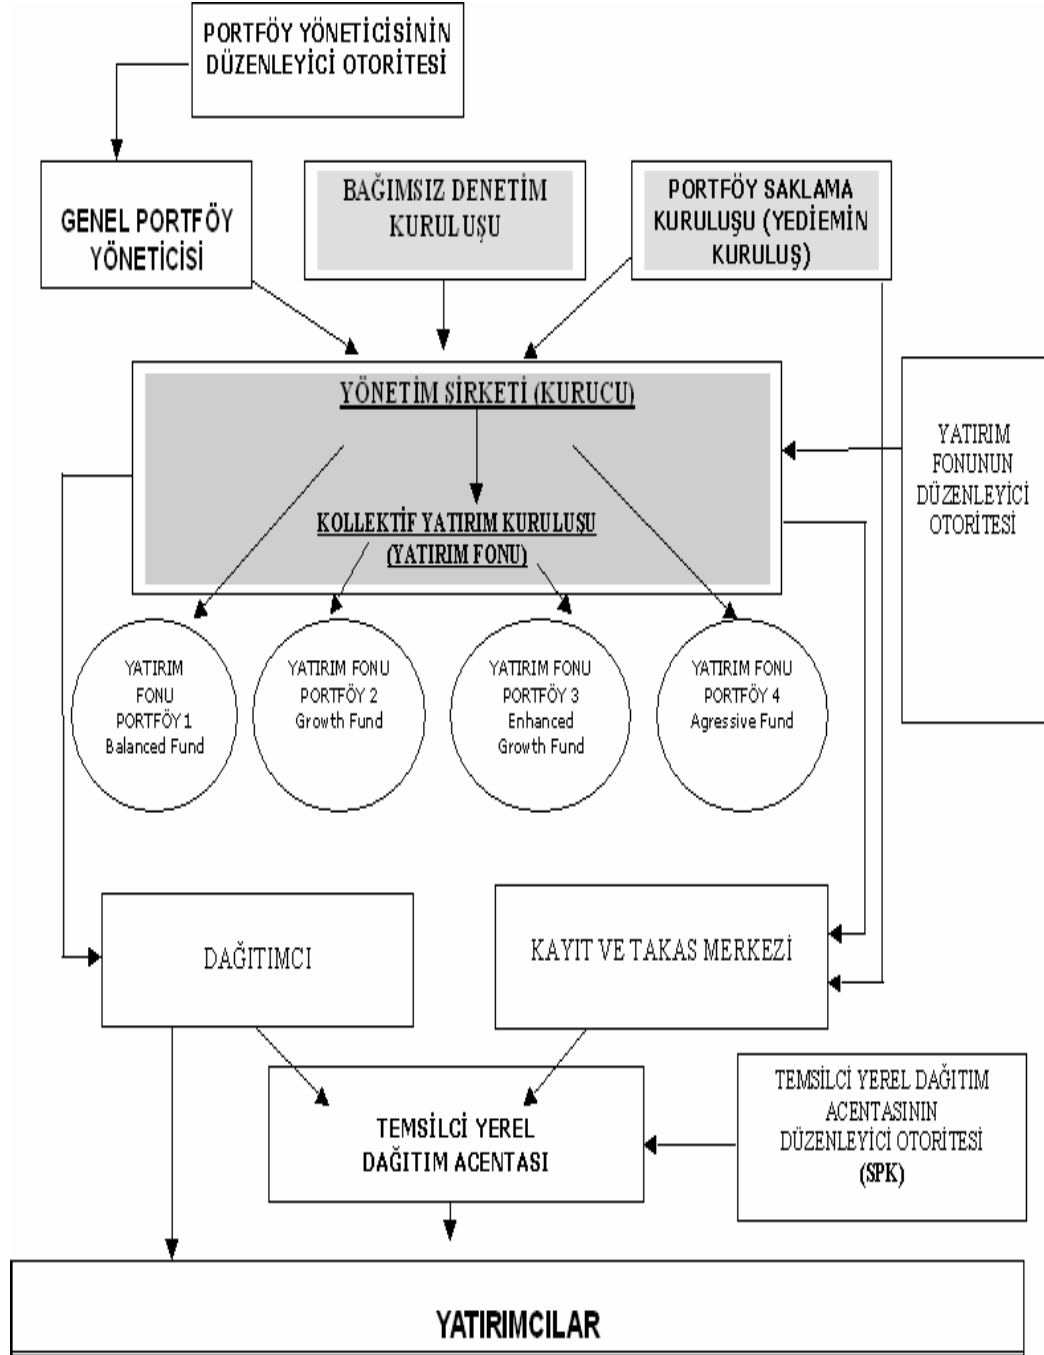 PORTFÖY YÖNETİCİSİNİN
DÜZENLEYİCİ OTORİTESİ
GENEL PORTFÖY
YÖNETİCİSİ
BAĞIMSIZ DENETİM
KURULUŞU
PORTFÖY SAKLAMA
KURULUŞU (YEDİEMİN
KURULUŞ)
YÖNETİM ŞİRKETİ (KURUCU)
KOLLEKTİF YATIRIM KURULUŞU
(YATIRIM FONU)
YATIRIM
FONUNUN
DÜZENLEYİCİ
OTORİTESİ
YATIRIM
FONU
PORTFÖY 1
Balanced Fund
YATIRIM FONU
PORTFÖY 2
Growth Fund
YATIRIM FONU
PORTFÖY 3
Enhanced
Growth Fund
YATIRIM FONU
PORTFÖY 4
Agressive Fund
DAĞITIMCI
KAYIT VE TAKAS MERKEZİ
TEMSİLCİ YEREL
DAĞITIM ACENTASI
TEMSİLCİ YEREL DAĞITIM
ACENTASININ
DÜZENLEYİCİ OTORİTESİ
(SPK)
YATIRIMCILAR